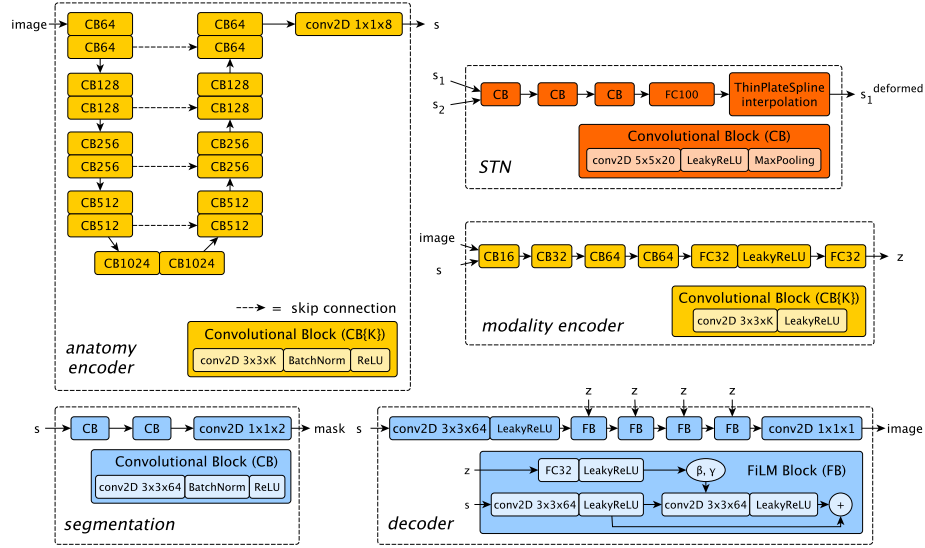 image
CB64
CB64
CB128
CB128
CB256
CB256
CB512
CB512
CB1024
CB1024
CB64
CB64
CB128
CB128
CB256
CB256
CB512
CB512
conv2D 1x1x8
s
= skip connection
Convolutional Block (CB{K})
conv2D 3x3xK BatchNorm ReLU
anatomy
encoder
s1
s2
CB CB CB FC100 ThinPlateSpline
interpolation
s1 deformed
Convolutional Block (CB)
conv2D 5x5x20 LeakyReLU MaxPooling
STN
image
s
CB16 CB32 CB64 CB64 FC32 LeakyReLU FC32 z
Convolutional Block (CB{K})
conv2D 3x3xK LeakyReLU
modality encoder
s CB CB conv2D 1x1x2 mask
Convolutional Block (CB)
conv2D 3x3x64 BatchNorm ReLU
segmentation
z z z z
s conv2D 3x3x64 LeakyReLU FB FB FB FB conv2D 1x1x1 image
z FC32 LeakyReLU β, γ FiLM Block (FB)
s conv2D 3x3x64 LeakyReLU conv2D 3x3x64 LeakyReLU +
decoder